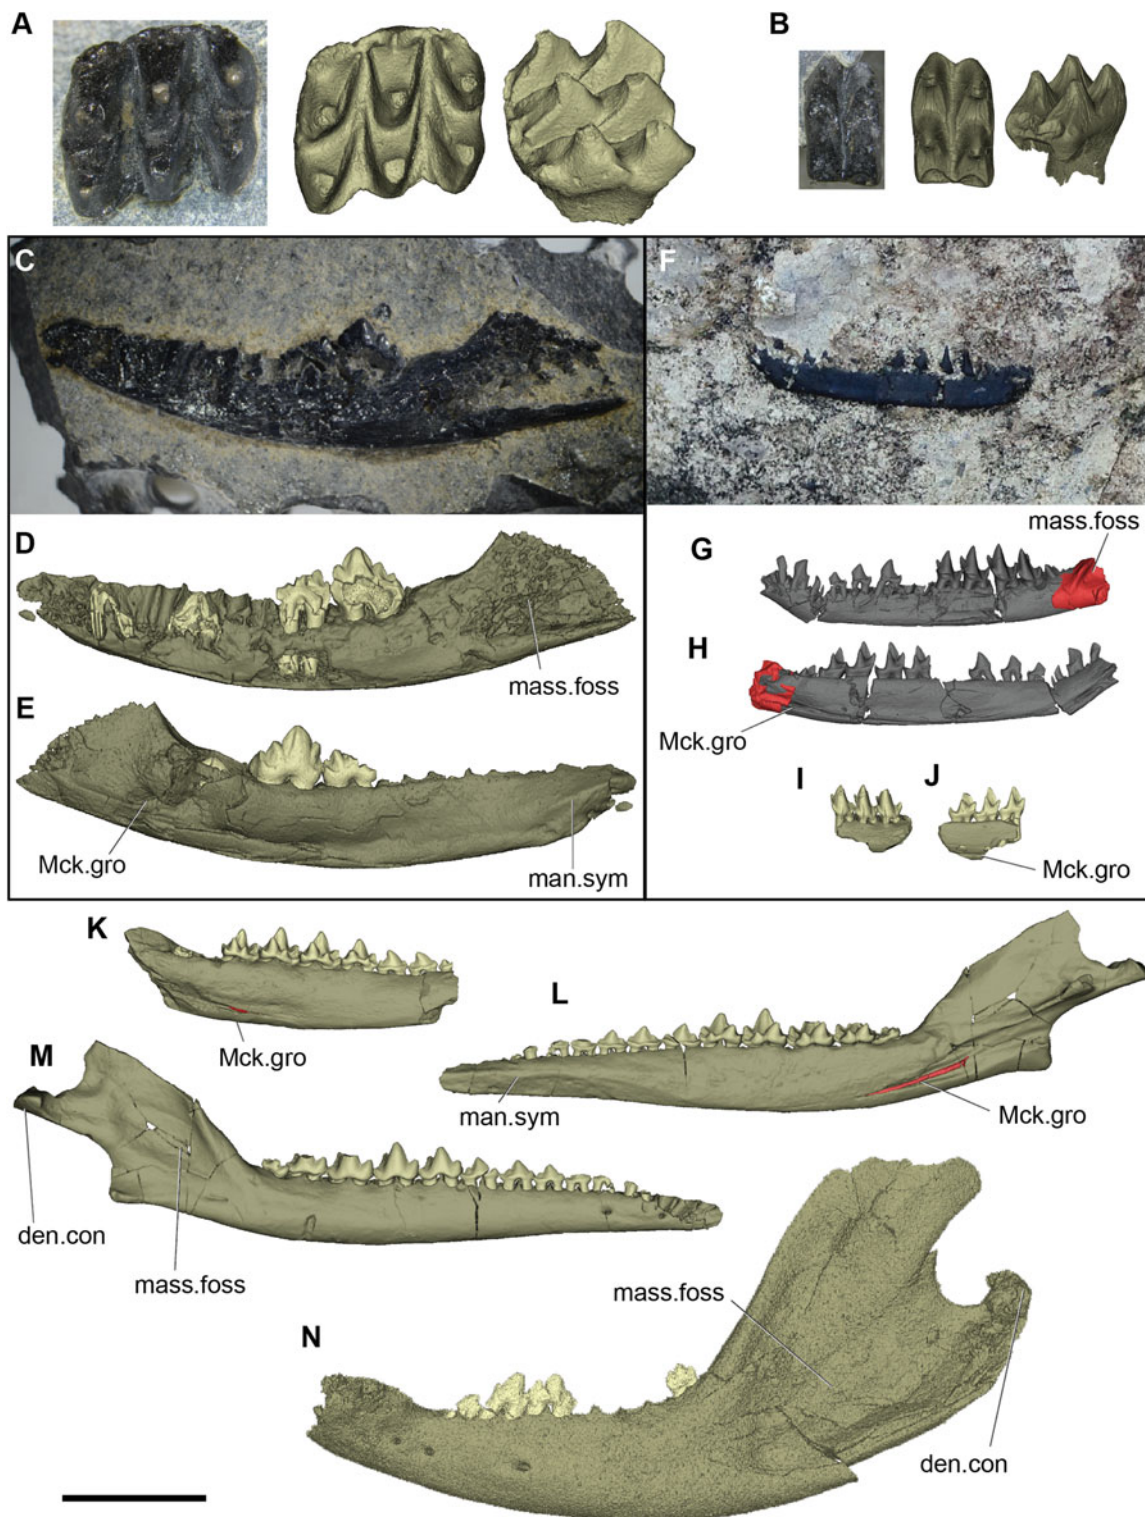 A
B
C
F
mass.foss
G
D
H
mass.foss
Mck.gro
E
I
J
Mck.gro
Mck.gro
man.sym
K
L
Mck.gro
M
man.sym
Mck.gro
den.con
mass.foss
mass.foss
N
den.con